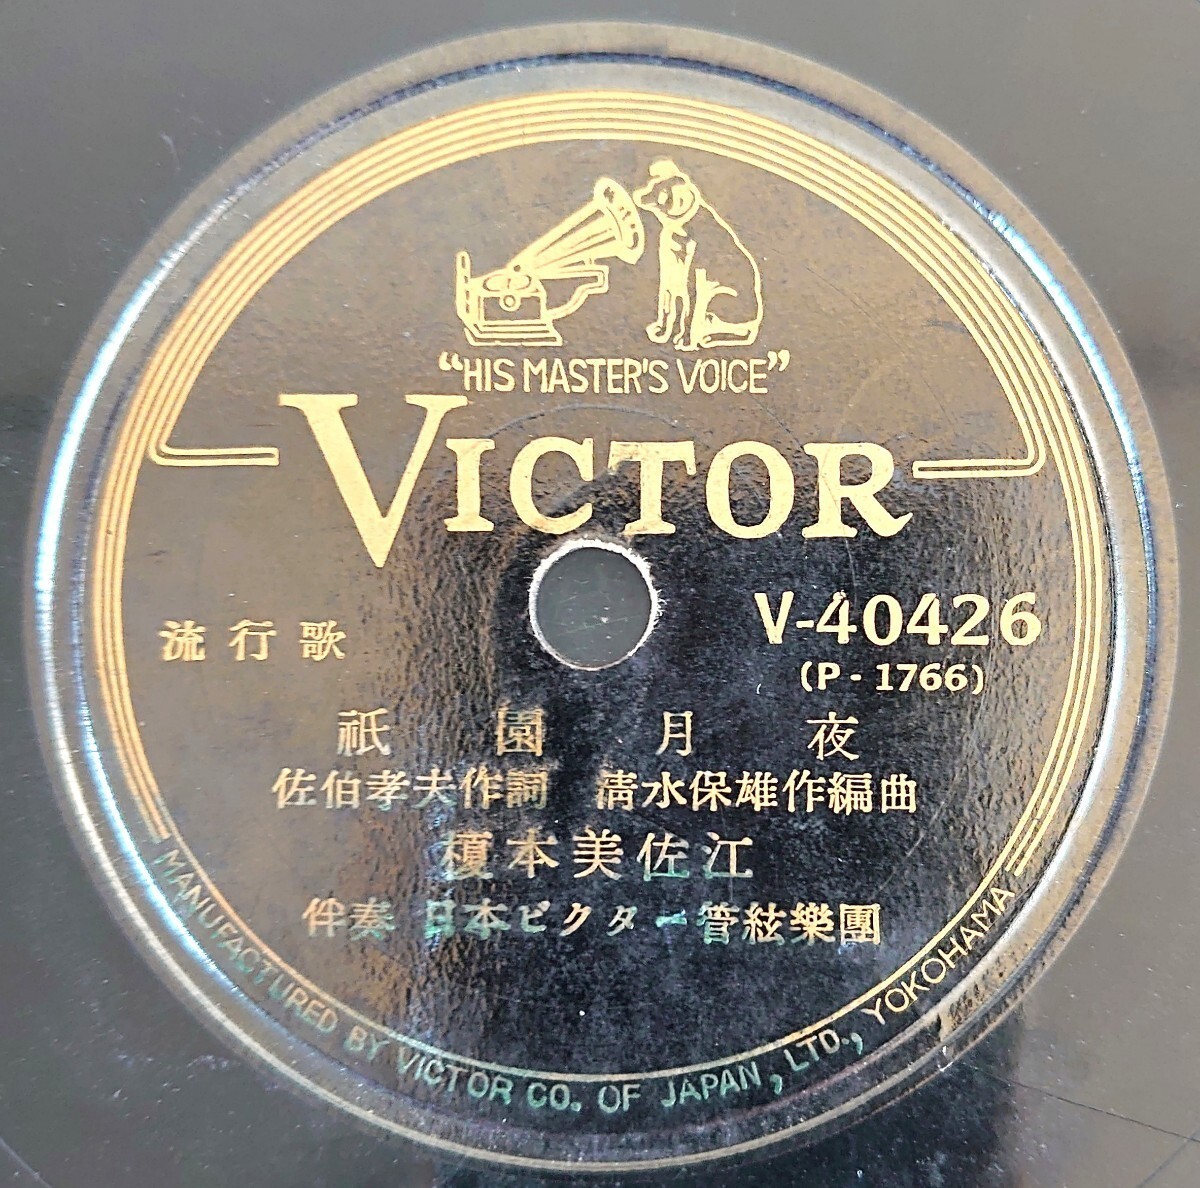 "HIS MASTER'S VOICE"
VICTOR
流行歌
V-40426
(P-1766)
祇園月夜
佐伯孝夫作詞 清水保雄作編曲
榎本美佐江
伴奏 日本ビクター管絃樂團
MANUFACTURED BY VICTOR CO. OF JAPAN, LTD., YOKOHAMA